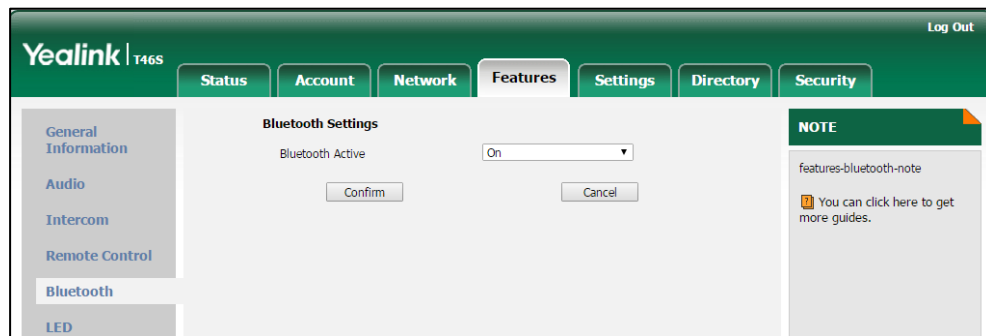 Log Out
Yealink | T46S
Status Account Network Features Settings Directory Security
General
Information
Audio
Intercom
Remote Control
Bluetooth
LED
Bluetooth Settings
Bluetooth Active On
Confirm Cancel
NOTE
features-bluetooth-note
You can click here to get
more guides.